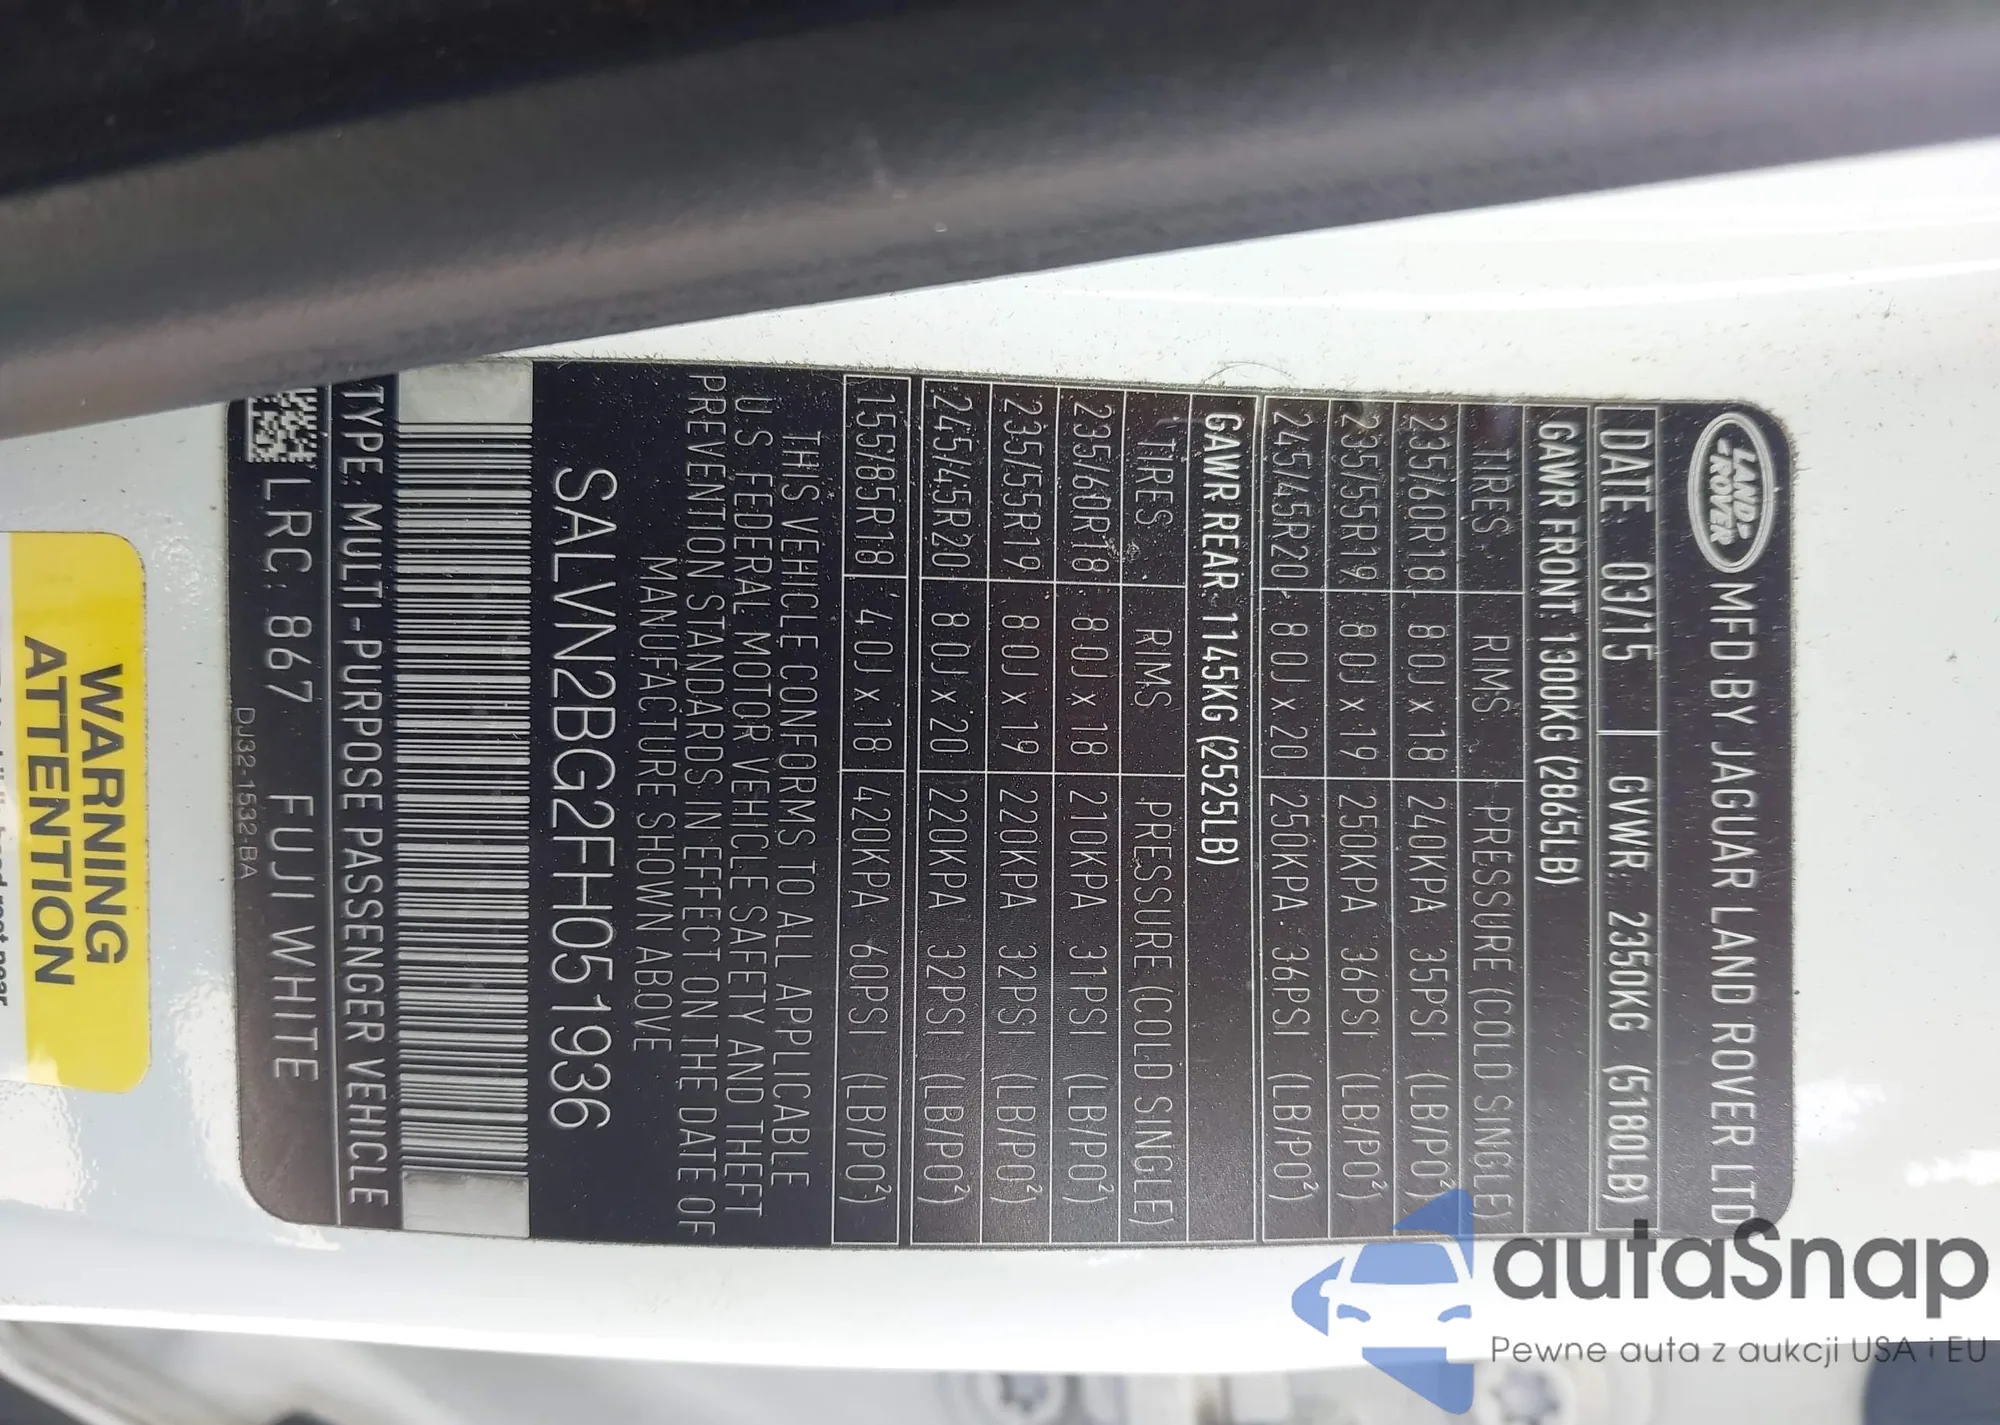 LAND-
-ROVER
MFD BY JAGUAR LAND ROVER LTD
DATE: 03/15 GVWR: 2350KG (5180LB)
GAWR FRONT: 1300KG (2865LB)
TIRES RIMS PRESSURE (COLD SINGLE)
235/60R18 8.0J x 18 240KPA 35PSI (LB/PO²)
235/55R19 8.0J x 19 250KPA 36PSI (LB/PO²)
245/45R20 8.0J x 20 250KPA 36PSI (LB/PO²)
GAWR REAR: 1145KG (2525LB)
TIRES RIMS PRESSURE (COLD SINGLE)
235/60R18 8.0J x 18 210KPA 31PSI (LB/PO²)
235/55R19 8.0J x 19 220KPA 32PSI (LB/PO²)
245/45R20 8.0J x 20 220KPA 32PSI (LB/PO²)
155/85R18 4.0J x 18 420KPA 60PSI (LB/PO²)
THIS VEHICLE CONFORMS TO ALL APPLICABLE
U.S. FEDERAL MOTOR VEHICLE SAFETY AND THEFT
PREVENTION STANDARDS IN EFFECT ON THE DATE OF
MANUFACTURE SHOWN ABOVE
SALVN2BG2FH051936
TYPE: MULTI-PURPOSE PASSENGER VEHICLE
LRC: 867 FUJI WHITE
DJ32-1532-BA
WARNING
ATTENTION
autaSnap
Pewne auta z aukcji USA i EU